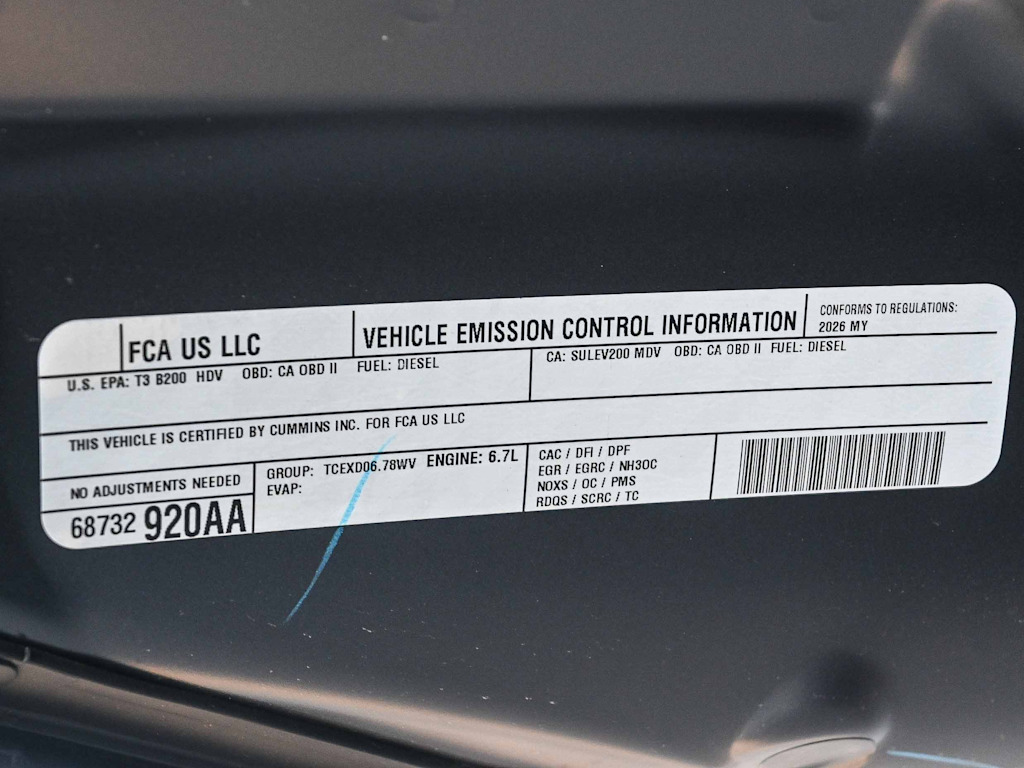 FCA US LLC
VEHICLE EMISSION CONTROL INFORMATION
CONFORMS TO REGULATIONS:
2026 MY
U.S. EPA: T3 B200 HDV OBD: CA OBD II FUEL: DIESEL
CA: SULEV200 MDV OBD: CA OBD II FUEL: DIESEL
THIS VEHICLE IS CERTIFIED BY CUMMINS INC. FOR FCA US LLC
NO ADJUSTMENTS NEEDED
68732 920AA
GROUP: TCEXD06.78WV ENGINE: 6.7L
EVAP:
CAC / DFI / DPF
EGR / EGRC / NH3OC
NOXS / OC / PMS
RDQS / SCRC / TC